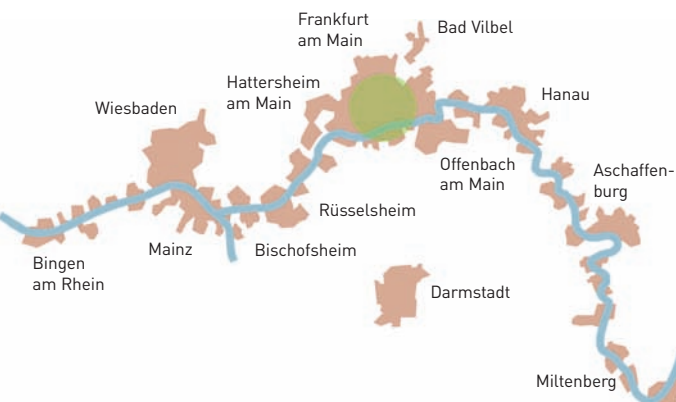 Frankfurt
am Main
Bad Vilbel
Hattersheim
am Main
Wiesbaden
Hanau
Offenbach
am Main
Aschaffen-
burg
Rüsselsheim
Mainz
Bischofsheim
Bingen
am Rhein
Darmstadt
Miltenberg